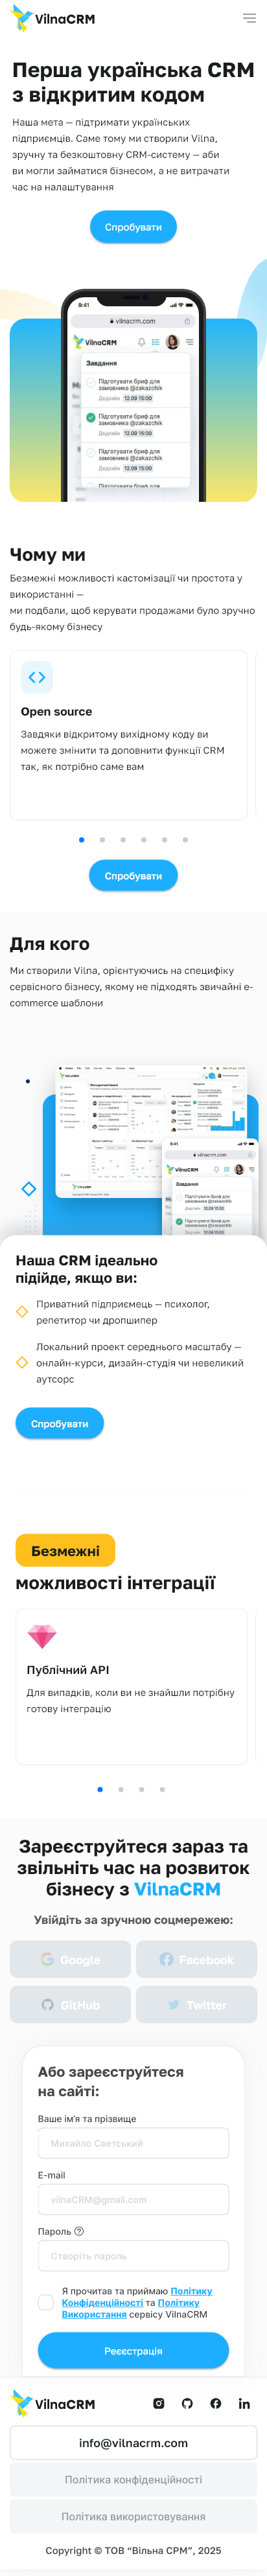 VilnaCRM
Перша українська CRM
з відкритим кодом
Наша мета — підтримати українських
підприємців. Саме тому ми створили Vilna,
зручну та безкоштовну CRM-систему — аби
ви могли займатися бізнесом, а не витрачати
час на налаштування
Спробувати
9:41
vilnacrm.com
VilnaCRM
Завдання
Підготувати бриф для
замовника @zakazchik
Дедлайн 12.09 15:00
Підготувати бриф для
замовника @zakazchik
Дедлайн 12.09 15:00
Підготувати бриф для
замовника @zakazchik
Дедлайн 12.09 15:00
Чому ми
Безмежні можливості кастомізації чи простота у
використанні —
ми подбали, щоб керувати продажами було зручно
будь-якому бізнесу
Open source
Завдяки відкритому вихідному коду ви
можете змінити та доповнити функції CRM
так, як потрібно саме вам
Спробувати
Для кого
Ми створили Vilna, орієнтуючись на специфіку
сервісного бізнесу, якому не підходять звичайні e-
commerce шаблони
VilnaCRM
9:41
vilnacrm.com
VilnaCRM
Завдання
Підготувати бриф для
замовника @zakazchik
Наша CRM ідеально
підійде, якщо ви:
Приватний підприємець — психолог,
репетитор чи дропшипер
Локальний проект середнього масштабу —
онлайн-курси, дизайн-студія чи невеликий
аутсорс
Спробувати
Безмежні
можливості інтеграції
Публічний API
Для випадків, коли ви не знайшли потрібну
готову інтеграцію
Зареєструйтеся зараз та
звільніть час на розвиток
бізнесу з VilnaCRM
Увійдіть за зручною соцмережею:
Google
Facebook
GitHub
Twitter
Або зареєструйтеся
на сайті:
Ваше імʼя та прізвище
Михайло Светський
E-mail
vilnaCRM@gmail.com
Пароль
Створіть пароль
Я прочитав та приймаю Політику
Конфіденційності та Політику
Використання сервісу VilnaCRM
Реєєстрація
VilnaCRM
info@vilnacrm.com
Політика конфіденційності
Політика використовування
Copyright © ТОВ “Вільна СРМ”, 2025